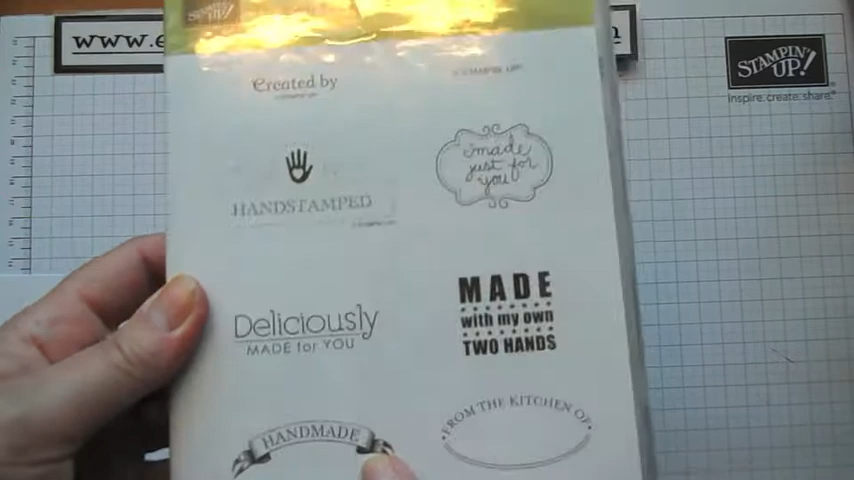 www.
STAMPIN' UP!
inspire.create.share
Created by
made
just for
you
HANDSTAMPED
Deliciously
MADE for YOU
MADE
with my own
TWO HANDS
HANDMADE
FROM THE KITCHEN OF